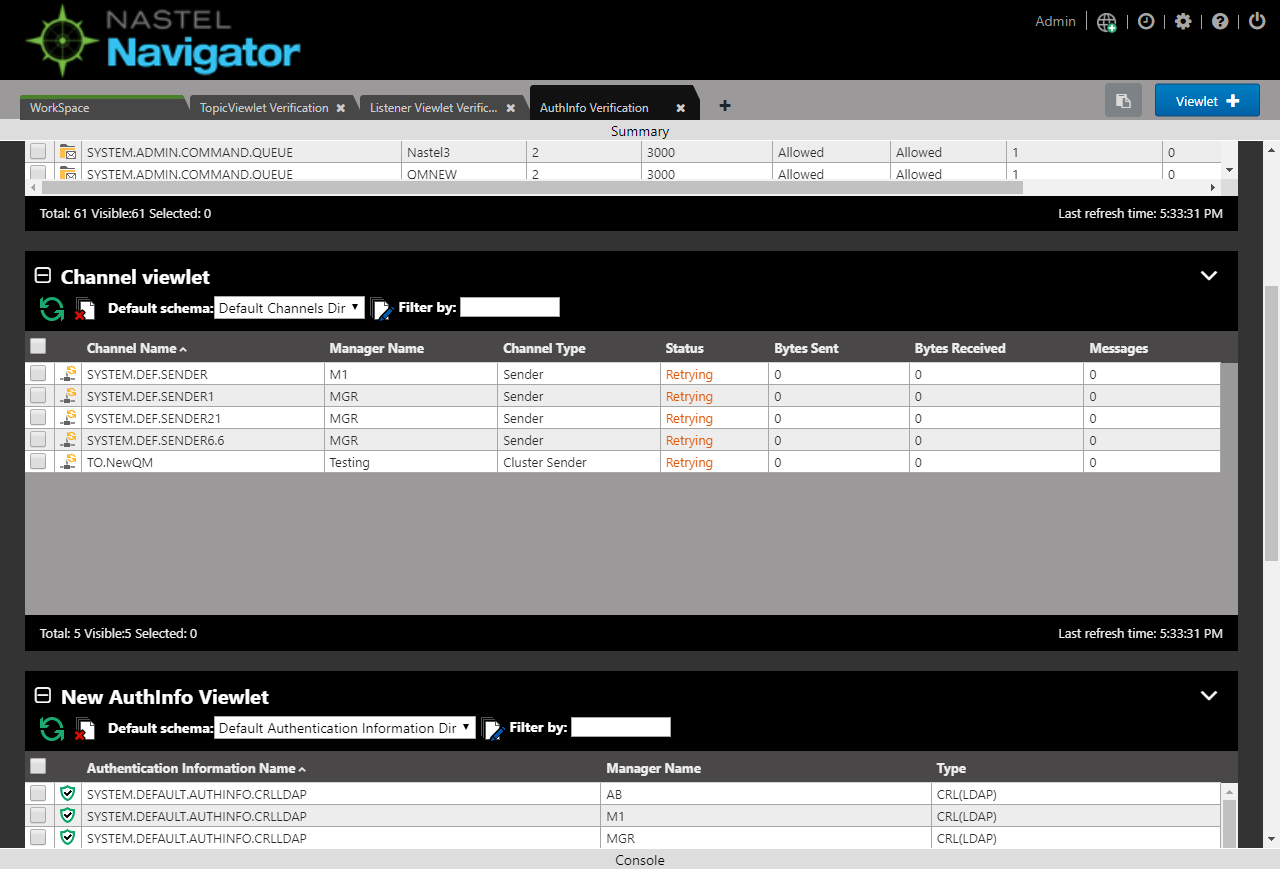 NASTEL
Navigator
Admin
WorkSpace TopicViewlet Verification Listener Viewlet Verific... AuthInfo Verification Viewlet
Summary
SYSTEM.ADMIN.COMMAND.QUEUE Nastel3 2 3000 Allowed Allowed 1 0
SYSTEM.ADMIN.COMMAND.QUEUE QMNEW 2 3000 Allowed Allowed 1 0
Total: 61 Visible:61 Selected: 0 Last refresh time: 5:33:31 PM
Channel viewlet
Default schema: Default Channels Dir Filter by:
Channel Name Manager Name Channel Type Status Bytes Sent Bytes Received Messages
SYSTEM.DEF.SENDER M1 Sender Retrying 0 0 0
SYSTEM.DEF.SENDER1 MGR Sender Retrying 0 0 0
SYSTEM.DEF.SENDER21 MGR Sender Retrying 0 0 0
SYSTEM.DEF.SENDER6.6 MGR Sender Retrying 0 0 0
TO.NewQM Testing Cluster Sender Retrying 0 0 0
Total: 5 Visible:5 Selected: 0 Last refresh time: 5:33:31 PM
New AuthInfo Viewlet
Default schema: Default Authentication Information Dir Filter by:
Authentication Information Name Manager Name Type
SYSTEM.DEFAULT.AUTHINFO.CRLLDAP AB CRL(LDAP)
SYSTEM.DEFAULT.AUTHINFO.CRLLDAP M1 CRL(LDAP)
SYSTEM.DEFAULT.AUTHINFO.CRLLDAP MGR CRL(LDAP)
Console